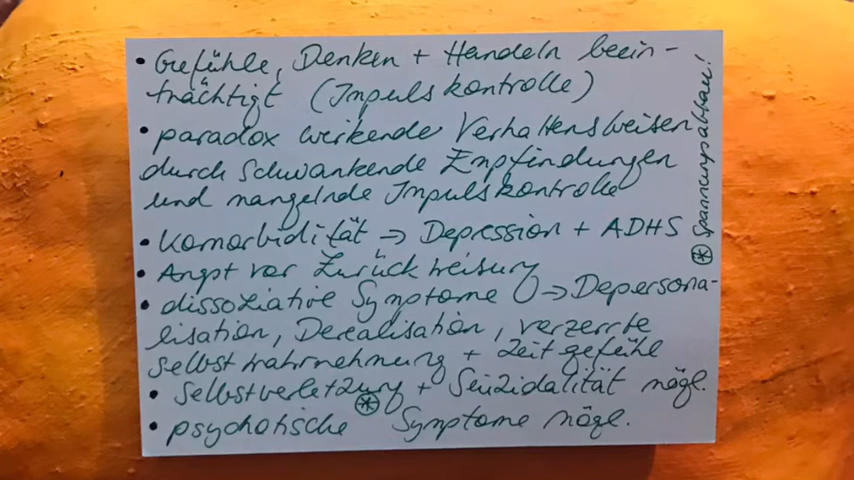 • Gefühle, Denken + Handeln beein-
trächtigt (Impulskontrolle)
• paradox wirkende Verhaltensweisen
durch schwankende Empfindungen
und mangelnde Impulskontrolle
• Komorbidität → Depression + ADHS
• Angst vor Zurückweisung
• dissoziative Symptome → Depersona-
lisation, Derealisation, verzerrte
Selbstwahrnehmung + Zeitgefühl
• Selbstverletzung + Suizidalität mögl.
⊛
• psychotische Symptome mögl.
⊛ Spannungsabbau!